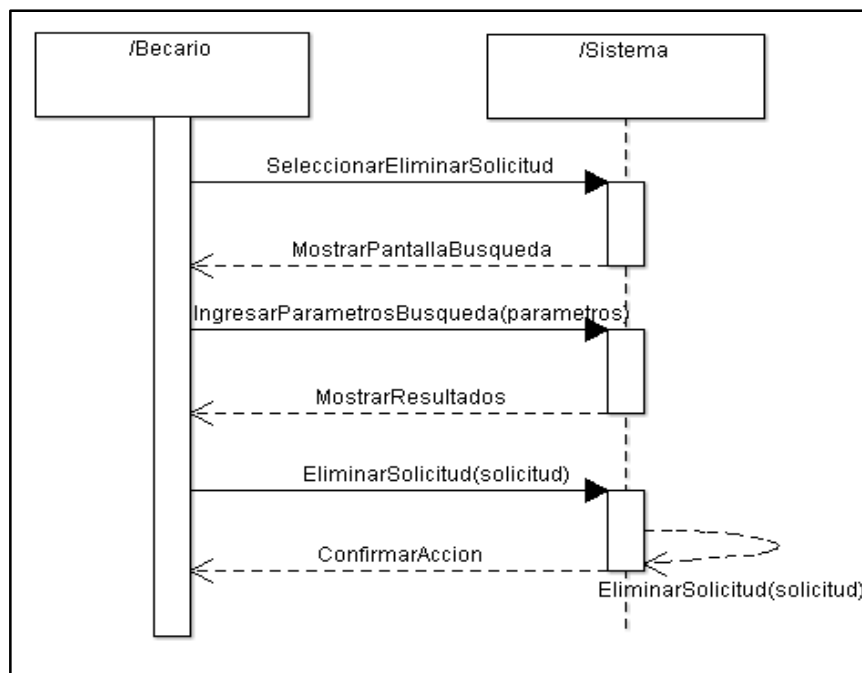 /Becario
/Sistema
SeleccionarEliminarSolicitud
MostrarPantallaBusqueda
IngresarParametrosBusqueda(parametros)
MostrarResultados
EliminarSolicitud(solicitud)
ConfirmarAccion
EliminarSolicitud(solicitud)